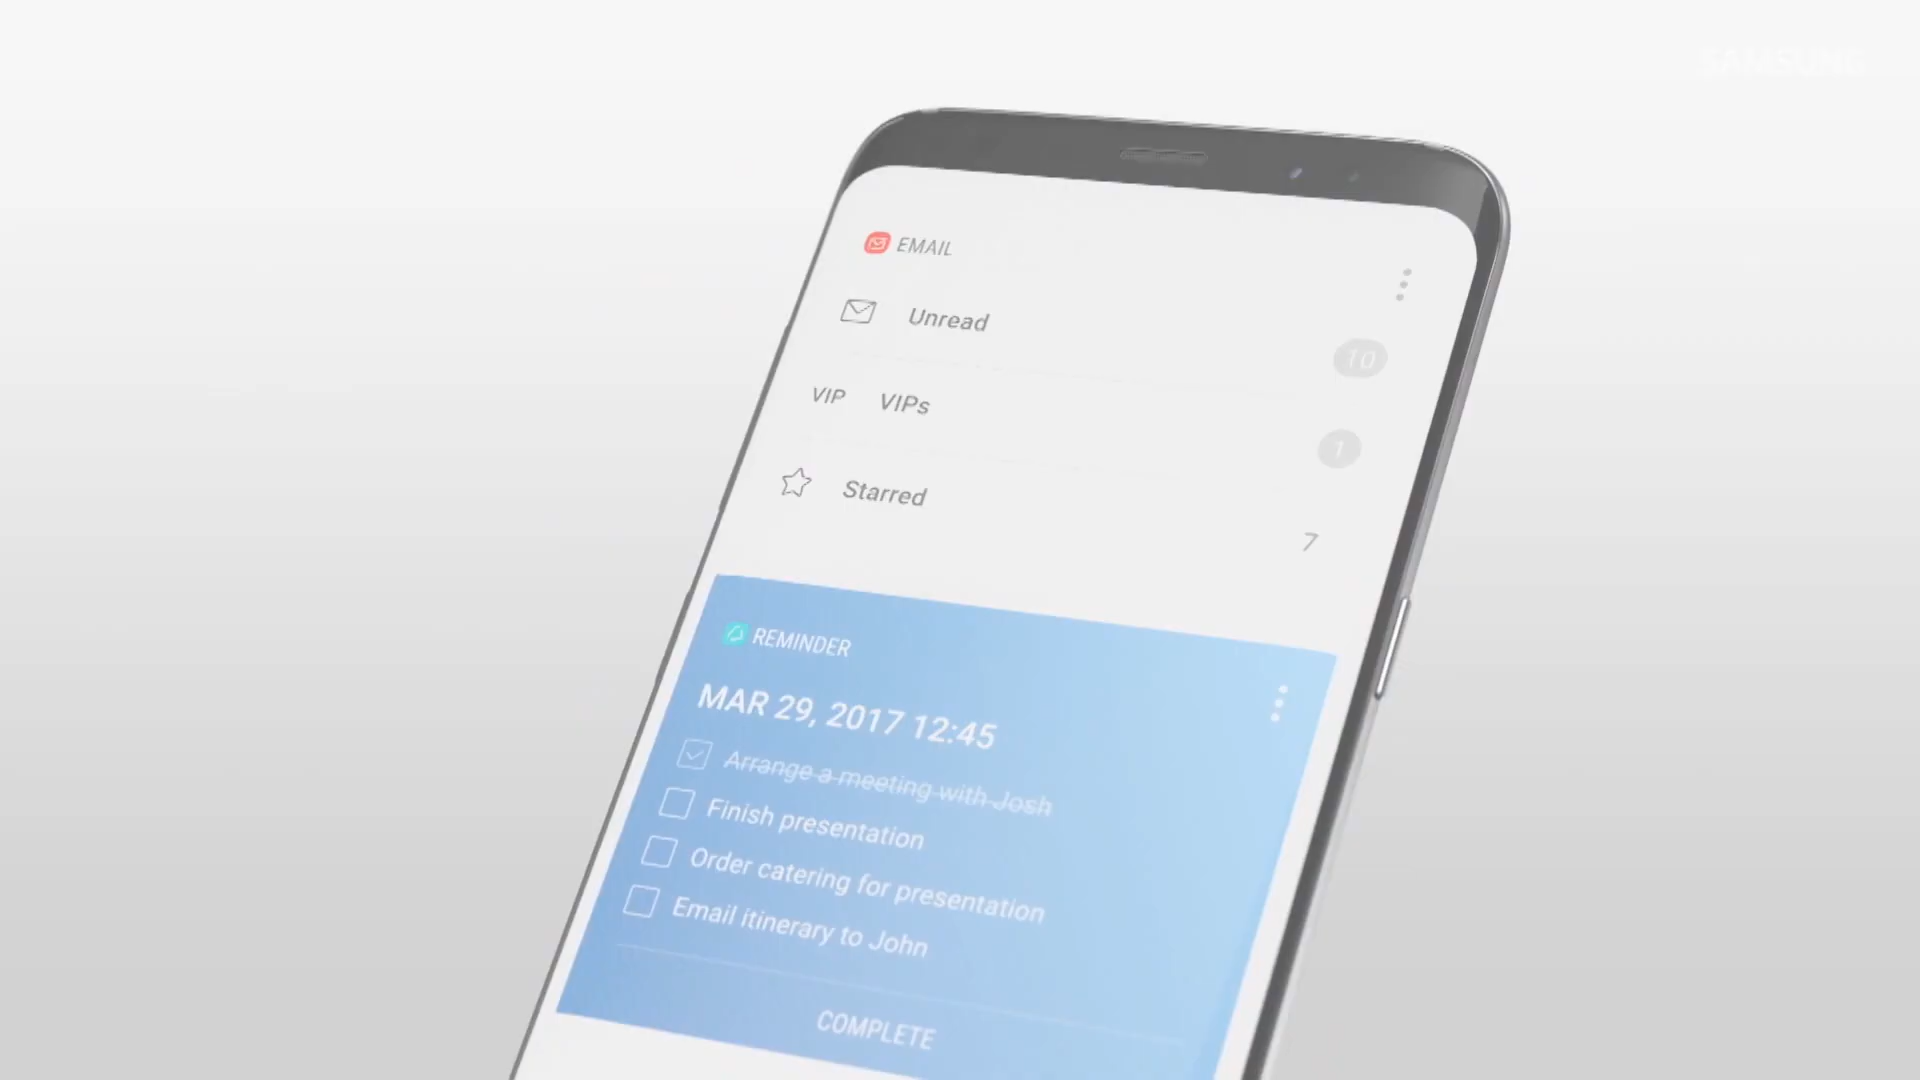 SAMSUNG
EMAIL
Unread
10
VIP VIPs
1
Starred
7
REMINDER
MAR 29, 2017 12:45
Arrange a meeting with Josh
Finish presentation
Order catering for presentation
Email itinerary to John
COMPLETE